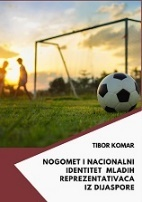 TIBOR KOMAR
NOGOMET I NACIONALNI
IDENTITET MLADIH
REPREZENTATIVACA
IZ DIJASPORE